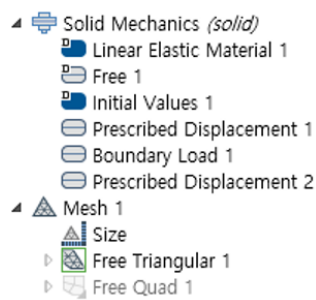 Solid Mechanics (solid)
Linear Elastic Material 1
Free 1
Initial Values 1
Prescribed Displacement 1
Boundary Load 1
Prescribed Displacement 2
Mesh 1
Size
Free Triangular 1
Free Quad 1